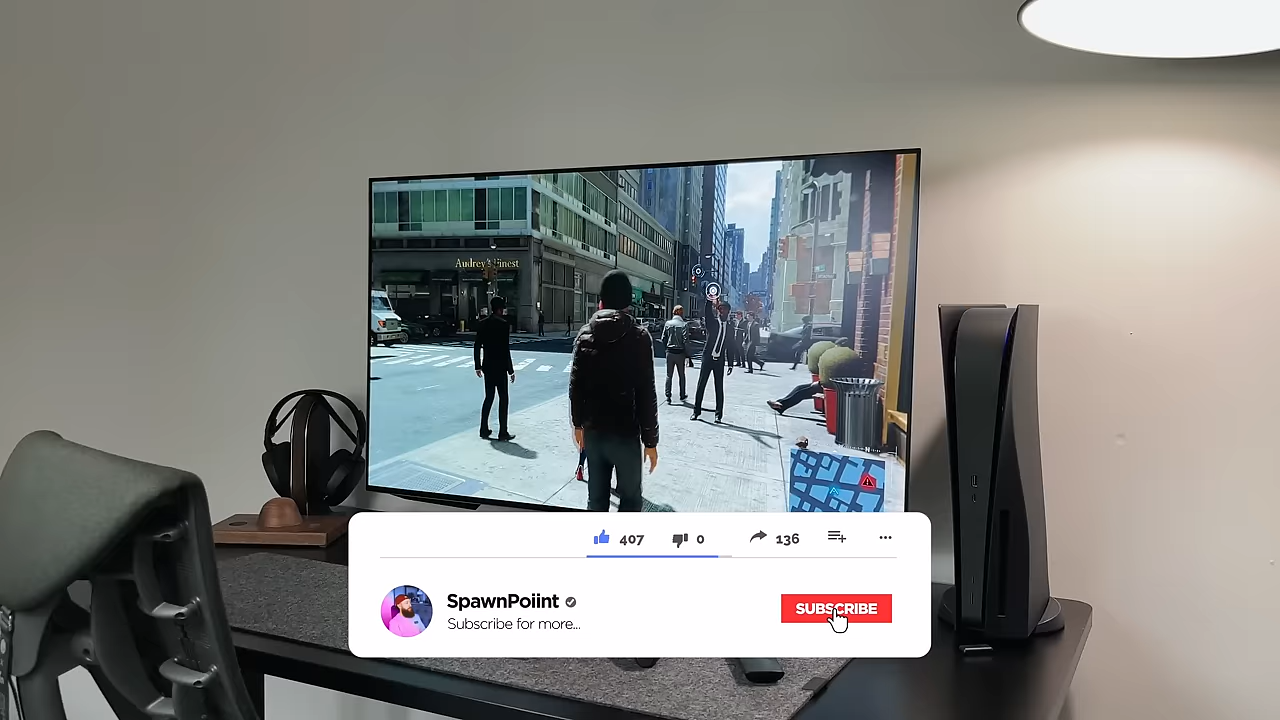 Audrey's Finest
N
407
0
136
SpawnPoiint
Subscribe for more...
SUBSCRIBE